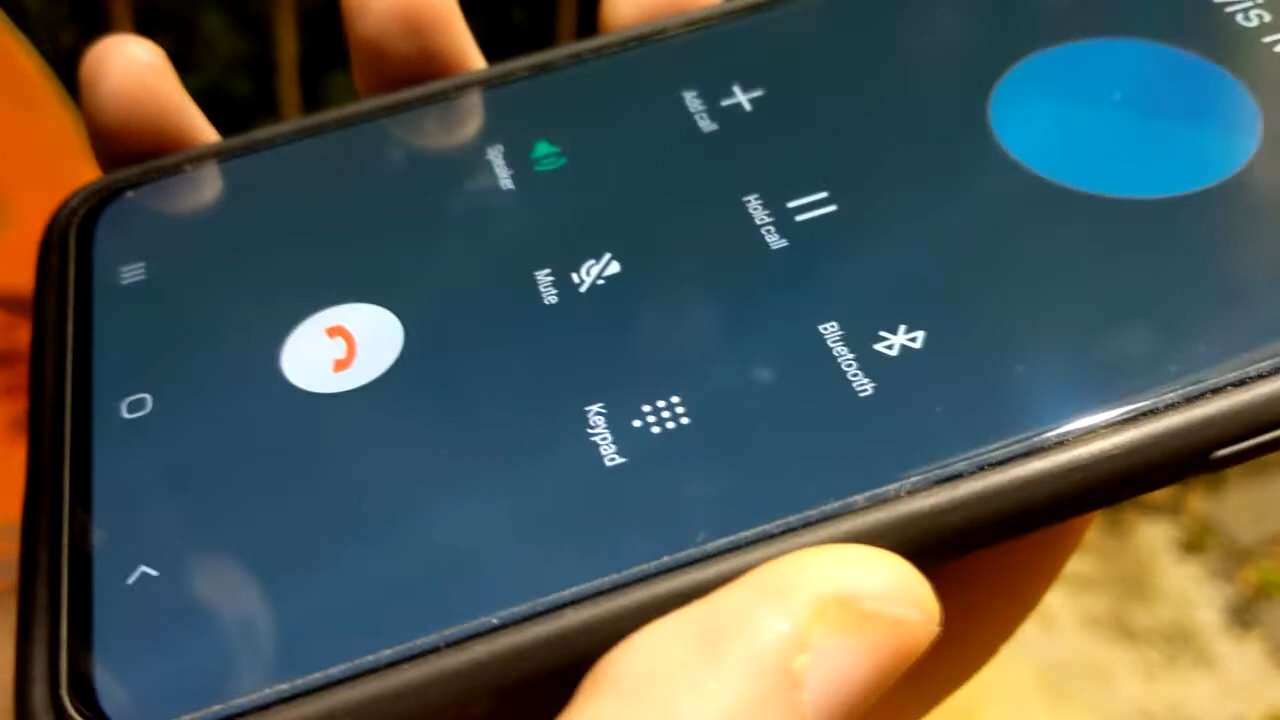 Add call
Hold call
Bluetooth
Speaker
Mute
Keypad